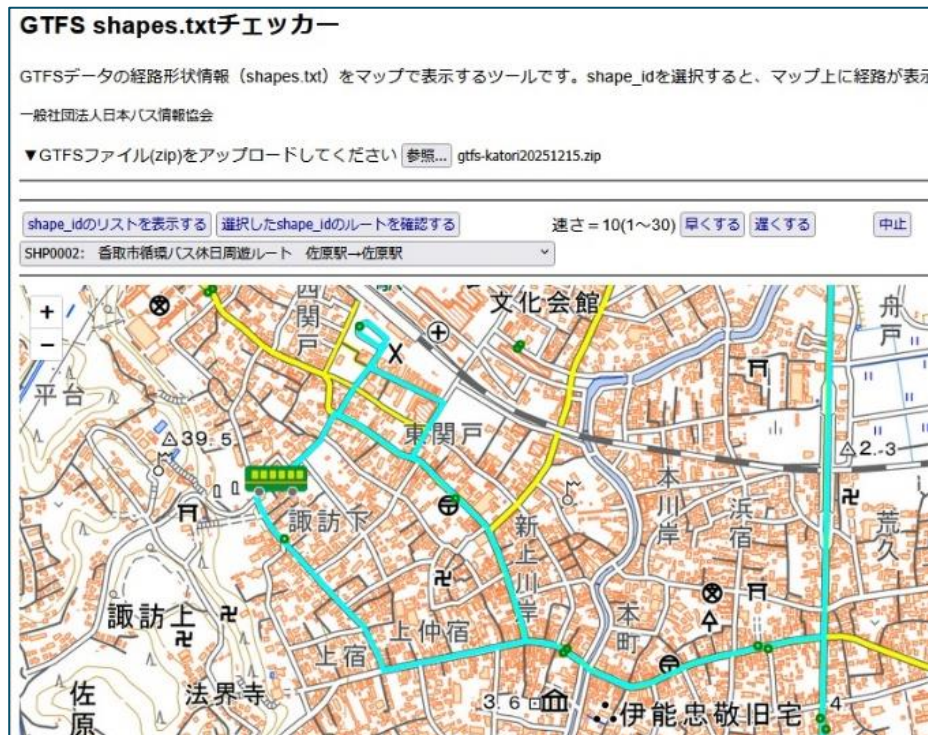 GTFS shapes.txtチェッカー
GTFSデータの経路形状情報（shapes.txt）をマップで表示するツールです。shape_idを選択すると、マップ上に経路が表示
一般社団法人日本バス情報協会
▼GTFSファイル(zip)をアップロードしてください 参照... gtfs-katori20251215.zip
shape_idのリストを表示する 選択したshape_idのルートを確認する 速さ＝10(1～30) 早くする 遅くする 中止
SHP0002: 香取市循環バス休日周遊ルート 佐原駅→佐原駅
+
−
文化会館
舟戸
西関戸
平台
39.5
東関戸
2.3
本川岸
浜宿
荒久
諏訪下
新上川岸
諏訪上
上宿
上仲宿
本町
佐原
法界寺
3.6
伊能忠敬旧宅
4